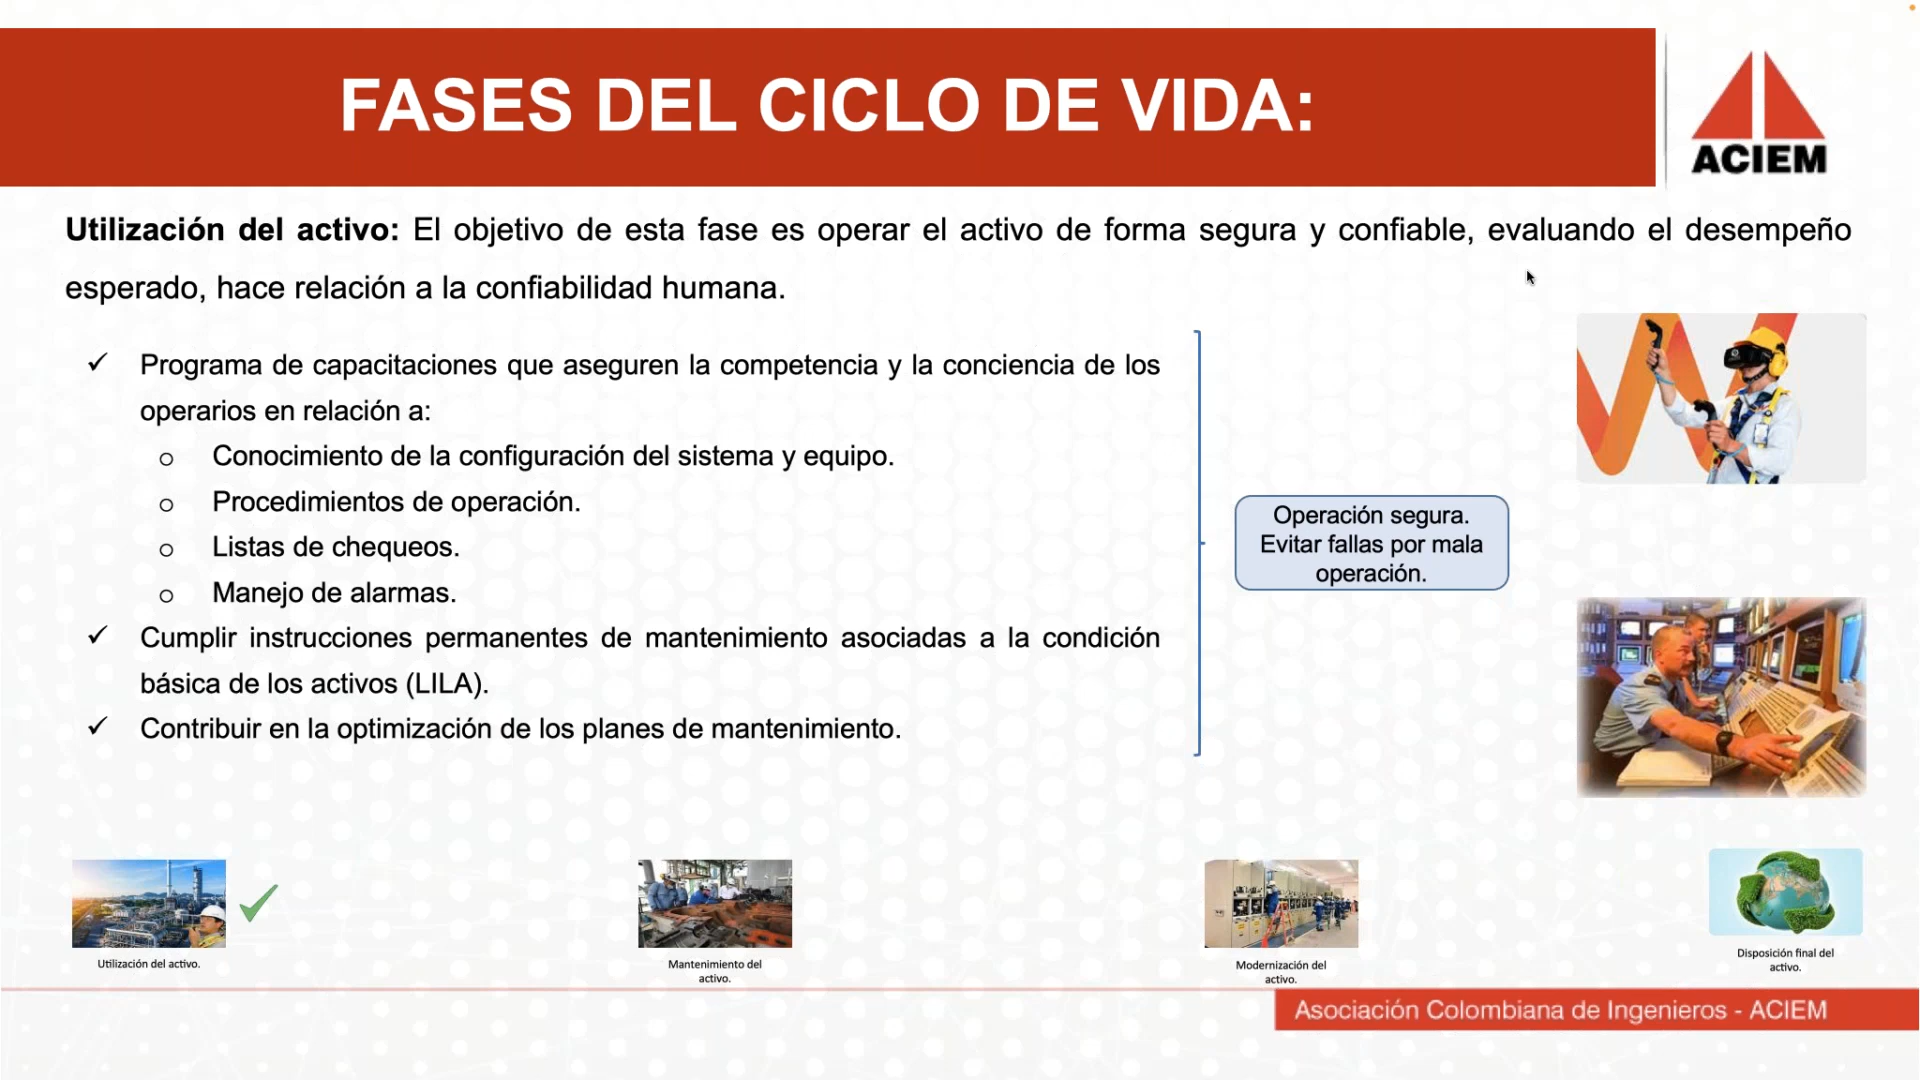 FASES DEL CICLO DE VIDA:
ACIEM
Utilización del activo: El objetivo de esta fase es operar el activo de forma segura y confiable, evaluando el desempeño
esperado, hace relación a la confiabilidad humana.
✓ Programa de capacitaciones que aseguren la competencia y la conciencia de los
operarios en relación a:
o Conocimiento de la configuración del sistema y equipo.
o Procedimientos de operación.
o Listas de chequeos.
o Manejo de alarmas.
✓ Cumplir instrucciones permanentes de mantenimiento asociadas a la condición
básica de los activos (LILA).
✓ Contribuir en la optimización de los planes de mantenimiento.
Operación segura.
Evitar fallas por mala
operación.
Utilización del activo.
Mantenimiento del
activo.
Modernización del
activo.
Disposición final del
activo.
Asociación Colombiana de Ingenieros - ACIEM